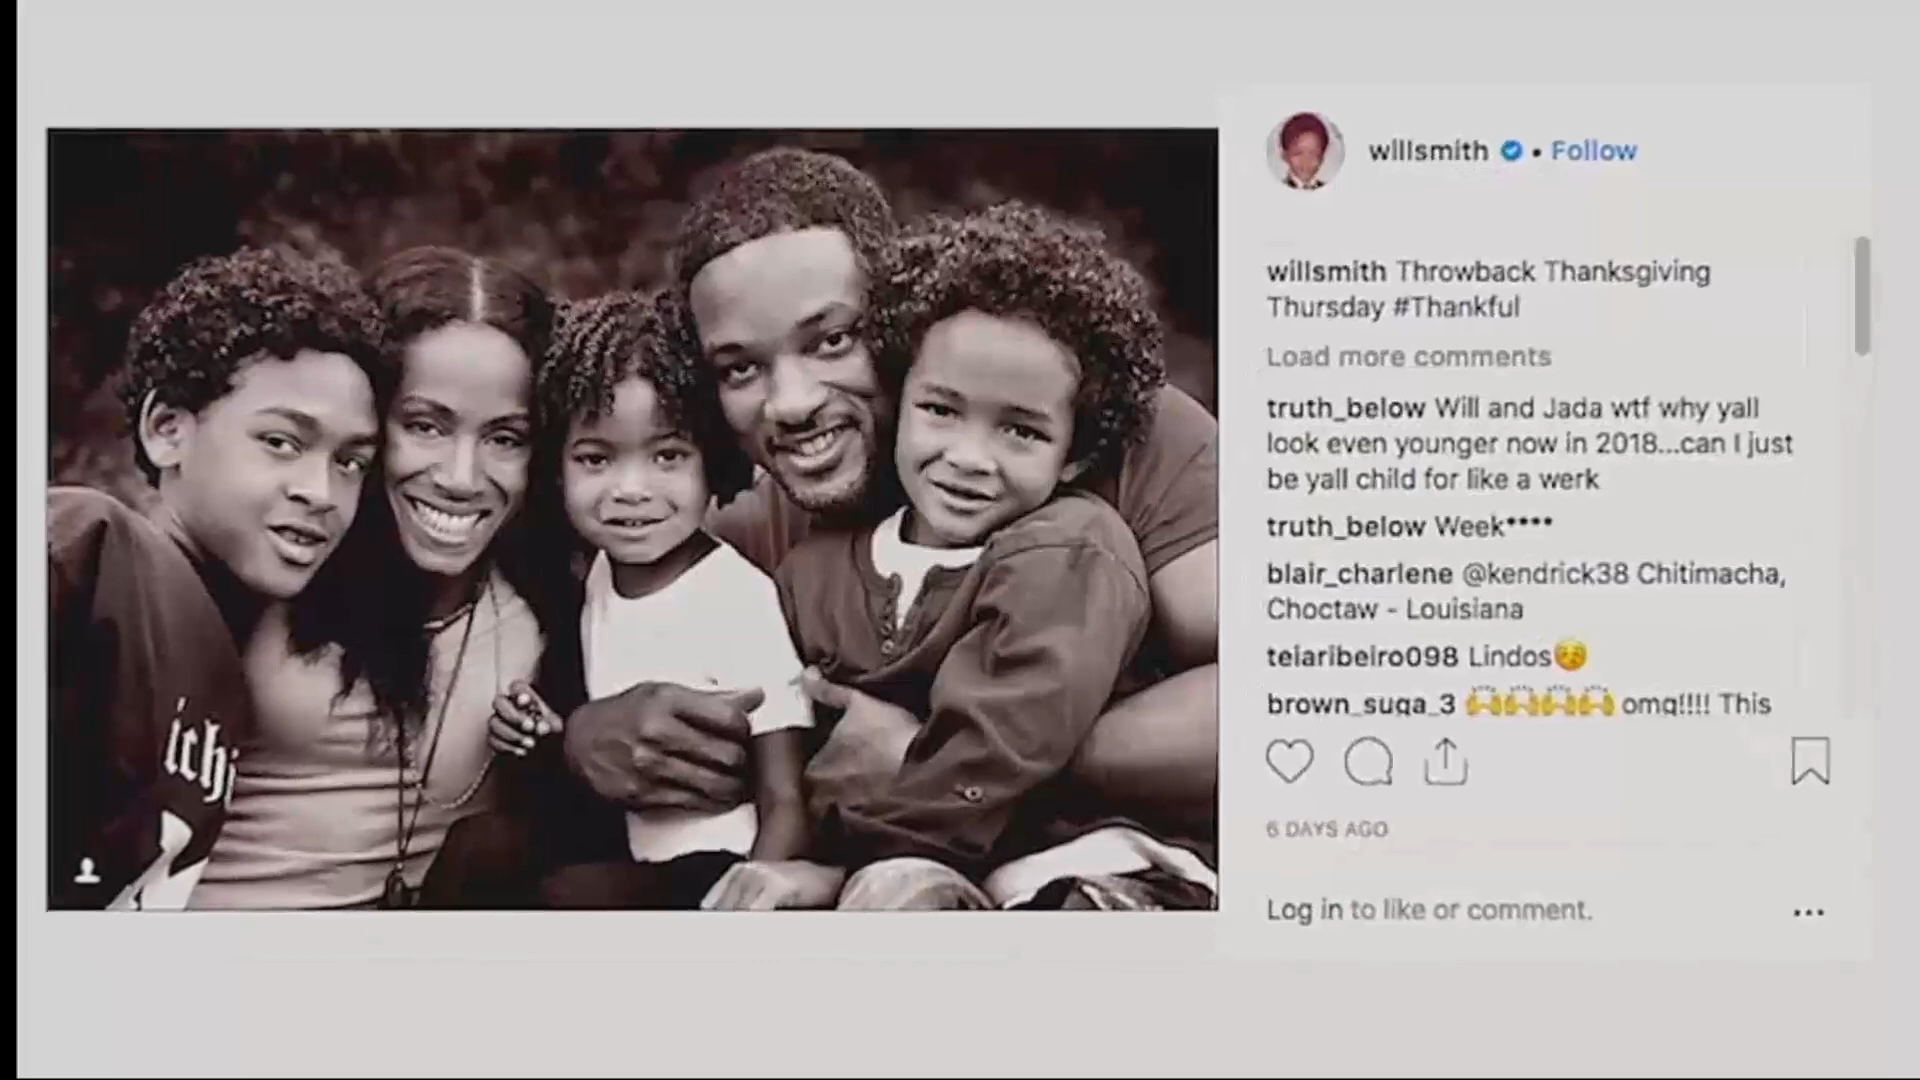 willsmith • Follow
willsmith Throwback Thanksgiving
Thursday #Thankful
Load more comments
truth_below Will and Jada wtf why yall
look even younger now in 2018...can I just
be yall child for like a werk
truth_below Week****
blair_charlene @kendrick38 Chitimacha,
Choctaw - Louisiana
teiaribeiro098 Lindos😚
brown_suga_3 🙌🙌🙌🙌 omg!!!! This
6 DAYS AGO
Log in to like or comment.
ichi